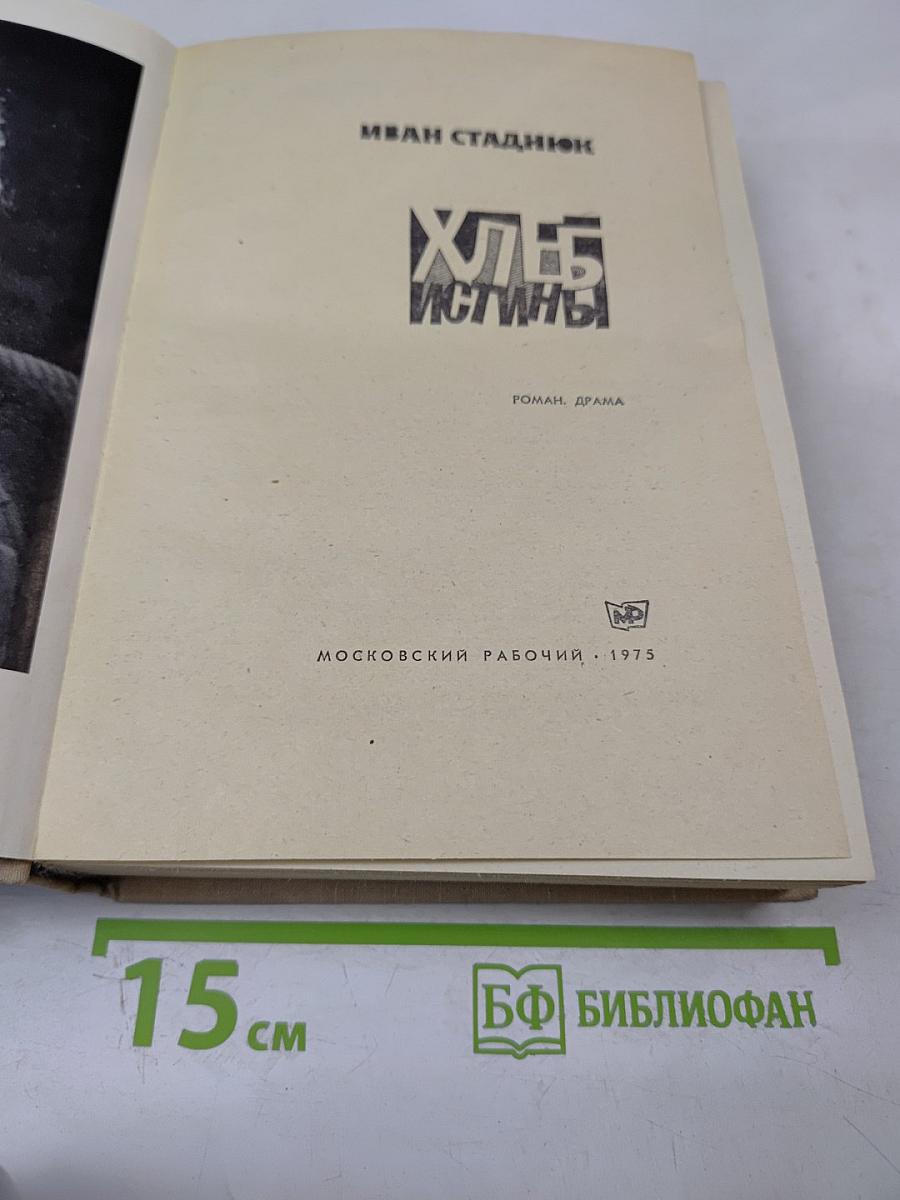 ИВАН СТАДНЮК
ХЛЕБ
ИСТИНЫ
РОМАН. ДРАМА
МР
МОСКОВСКИЙ РАБОЧИЙ • 1975
15 см
БФ БИБЛИОФАН